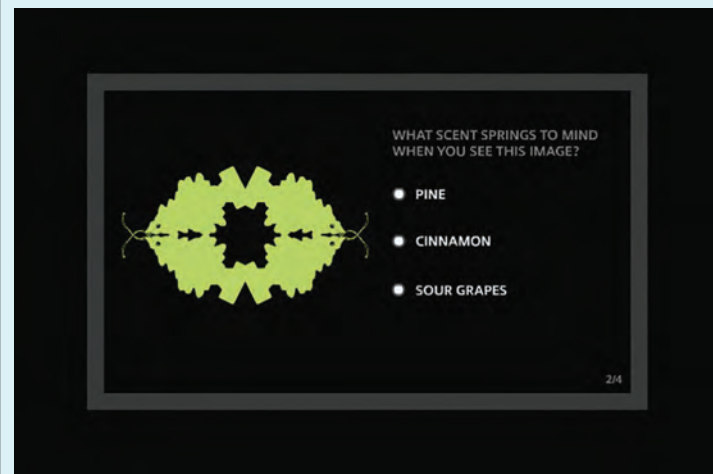 WHAT SCENT SPRINGS TO MIND
WHEN YOU SEE THIS IMAGE?
PINE
CINNAMON
SOUR GRAPES
2/4